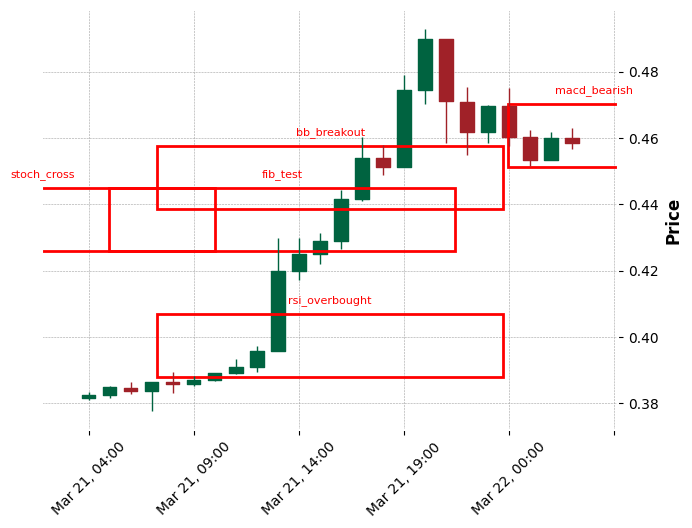 0.48
macd_bearish
bb_breakout
0.46
stoch_cross
fib_test
0.44
Price
0.42
rsi_overbought
0.40
0.38
Mar 21, 04:00
Mar 21, 09:00
Mar 21, 14:00
Mar 21, 19:00
Mar 22, 00:00